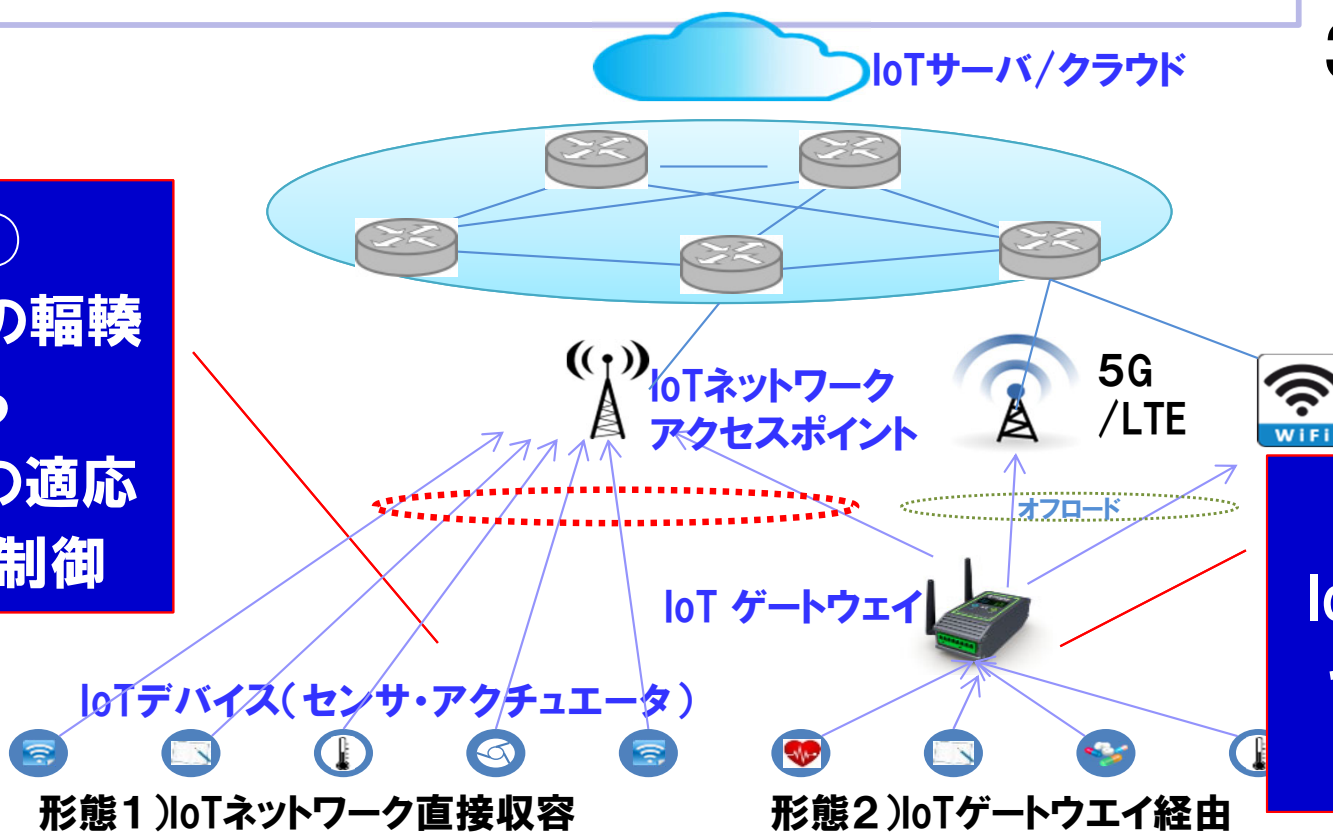 IoTサーバ/クラウド
の輻輳
の適応
制御
IoTネットワーク
アクセスポイント
5G
/LTE
WiFi
オフロード
IoT ゲートウェイ
IoTデバイス(センサ・アクチュエータ)
形態1)IoTネットワーク直接収容
形態2)IoTゲートウエイ経由